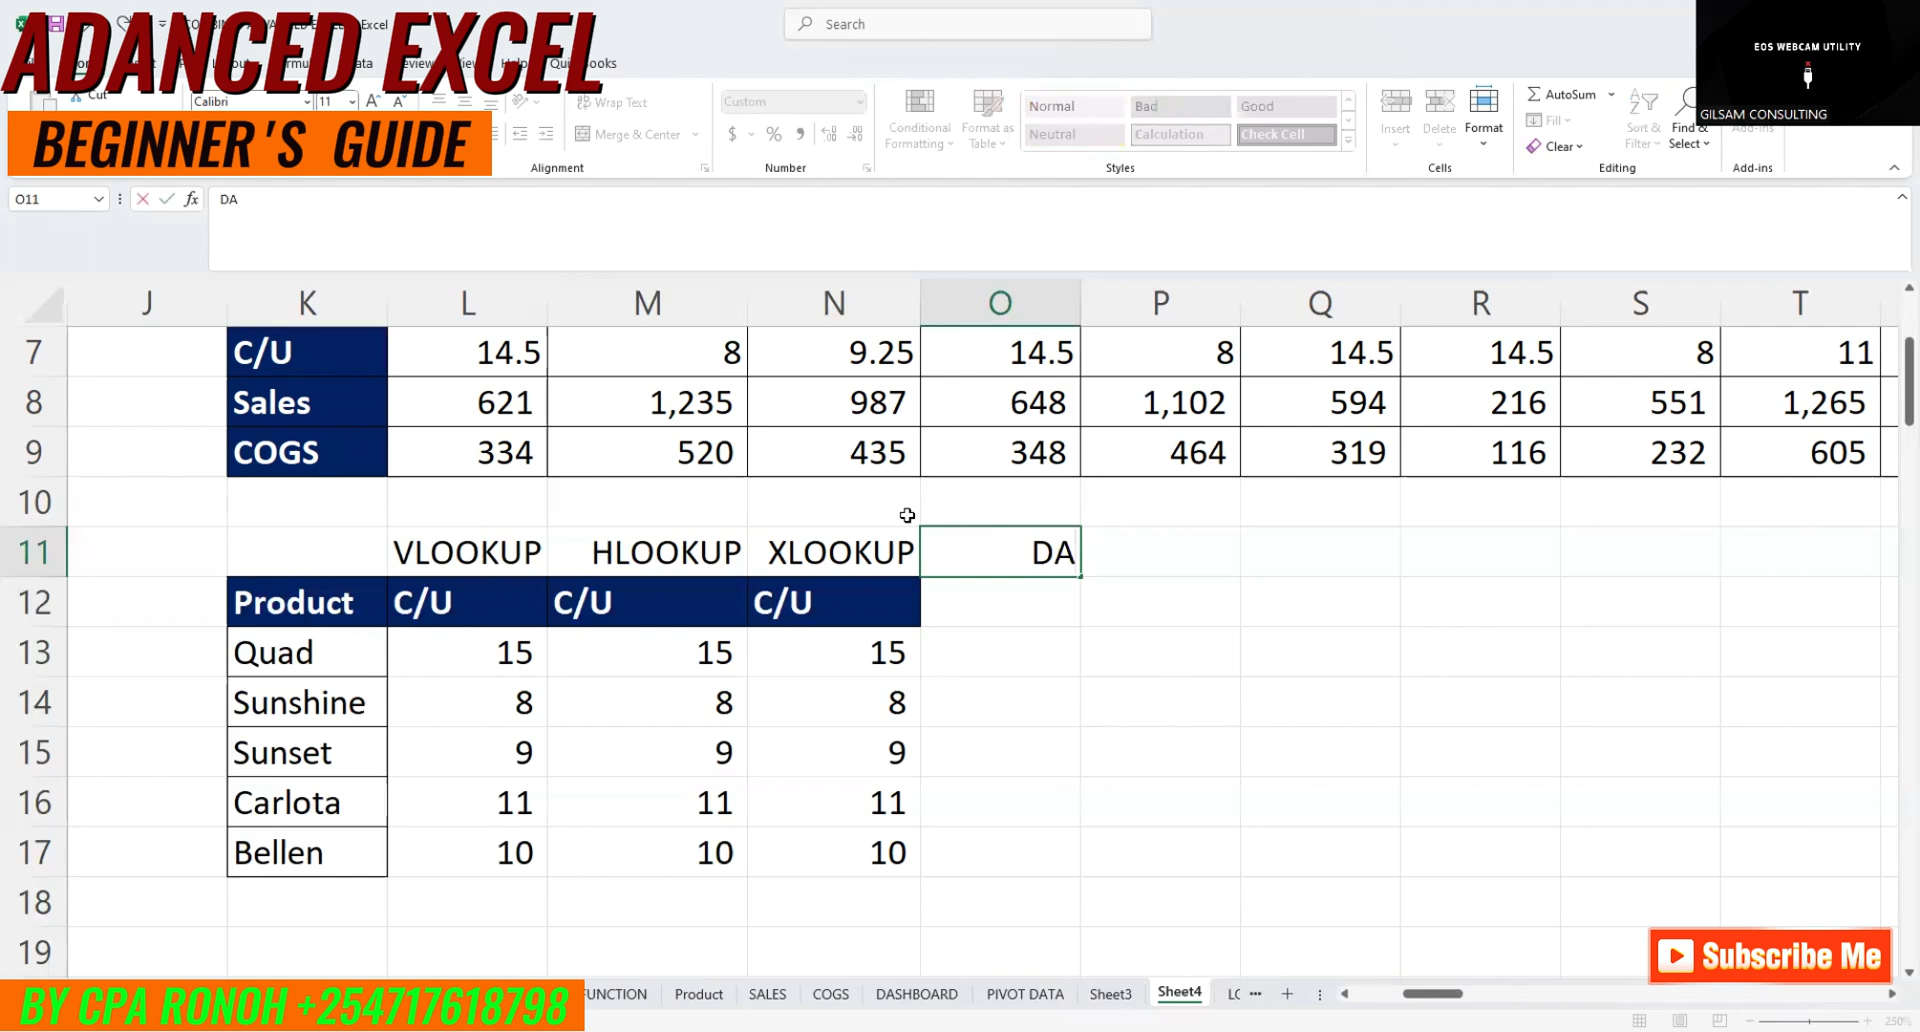 Excel
Search
ADANCED EXCEL
BEGINNER'S GUIDE
EOS WEBCAM UTILITY
GILSAM CONSULTING
Cut
Calibri
11
Wrap Text
Merge & Center
Alignment
Custom
$ % ,
Number
Conditional Formatting
Format as Table
Normal Bad Good
Neutral Calculation Check Cell
Styles
Insert Delete Format
Cells
AutoSum
Fill
Clear
Sort & Filter
Find & Select
Editing
Add-ins
Add-ins
O11
fx
DA
J K L M N O P Q R S T
7 C/U 14.5 8 9.25 14.5 8 14.5 14.5 8 11
8 Sales 621 1,235 987 648 1,102 594 216 551 1,265
9 COGS 334 520 435 348 464 319 116 232 605
10
11 VLOOKUP HLOOKUP XLOOKUP DA
12 Product C/U C/U C/U
13 Quad 15 15 15
14 Sunshine 8 8 8
15 Sunset 9 9 9
16 Carlota 11 11 11
17 Bellen 10 10 10
18
19
Subscribe Me
BY CPA RONOH +254717618798
FUNCTION Product SALES COGS DASHBOARD PIVOT DATA Sheet3 Sheet4
250%